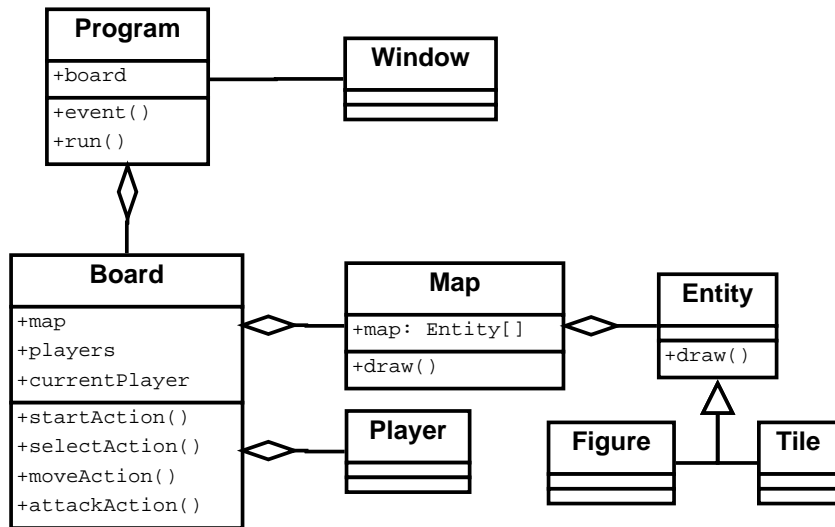 Program
+board
+event()
+run()
Window
Board
+map
+players
+currentPlayer
+startAction()
+selectAction()
+moveAction()
+attackAction()
Map
+map: Entity[]
+draw()
Entity
+draw()
Player
Figure
Tile